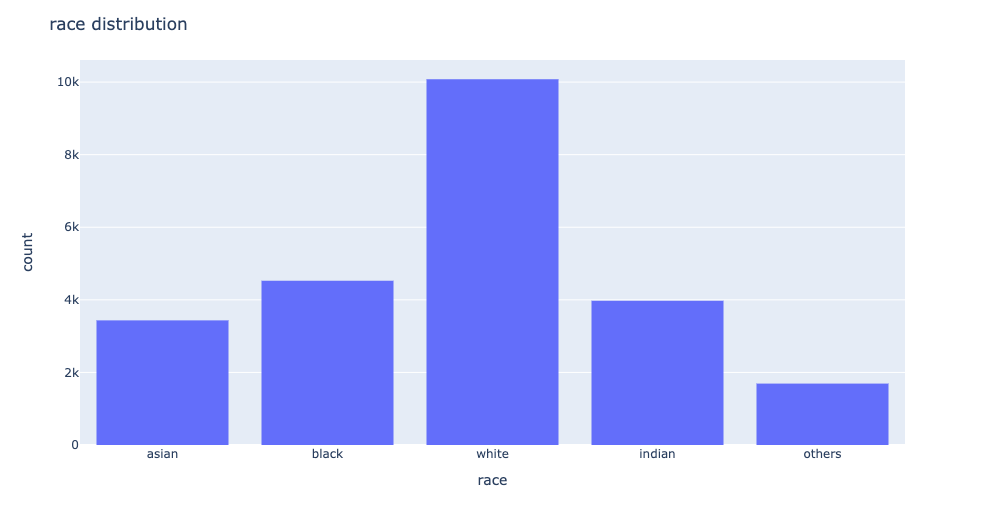 race distribution
10k
8k
6k
4k
2k
0
count
asian black white indian others
race